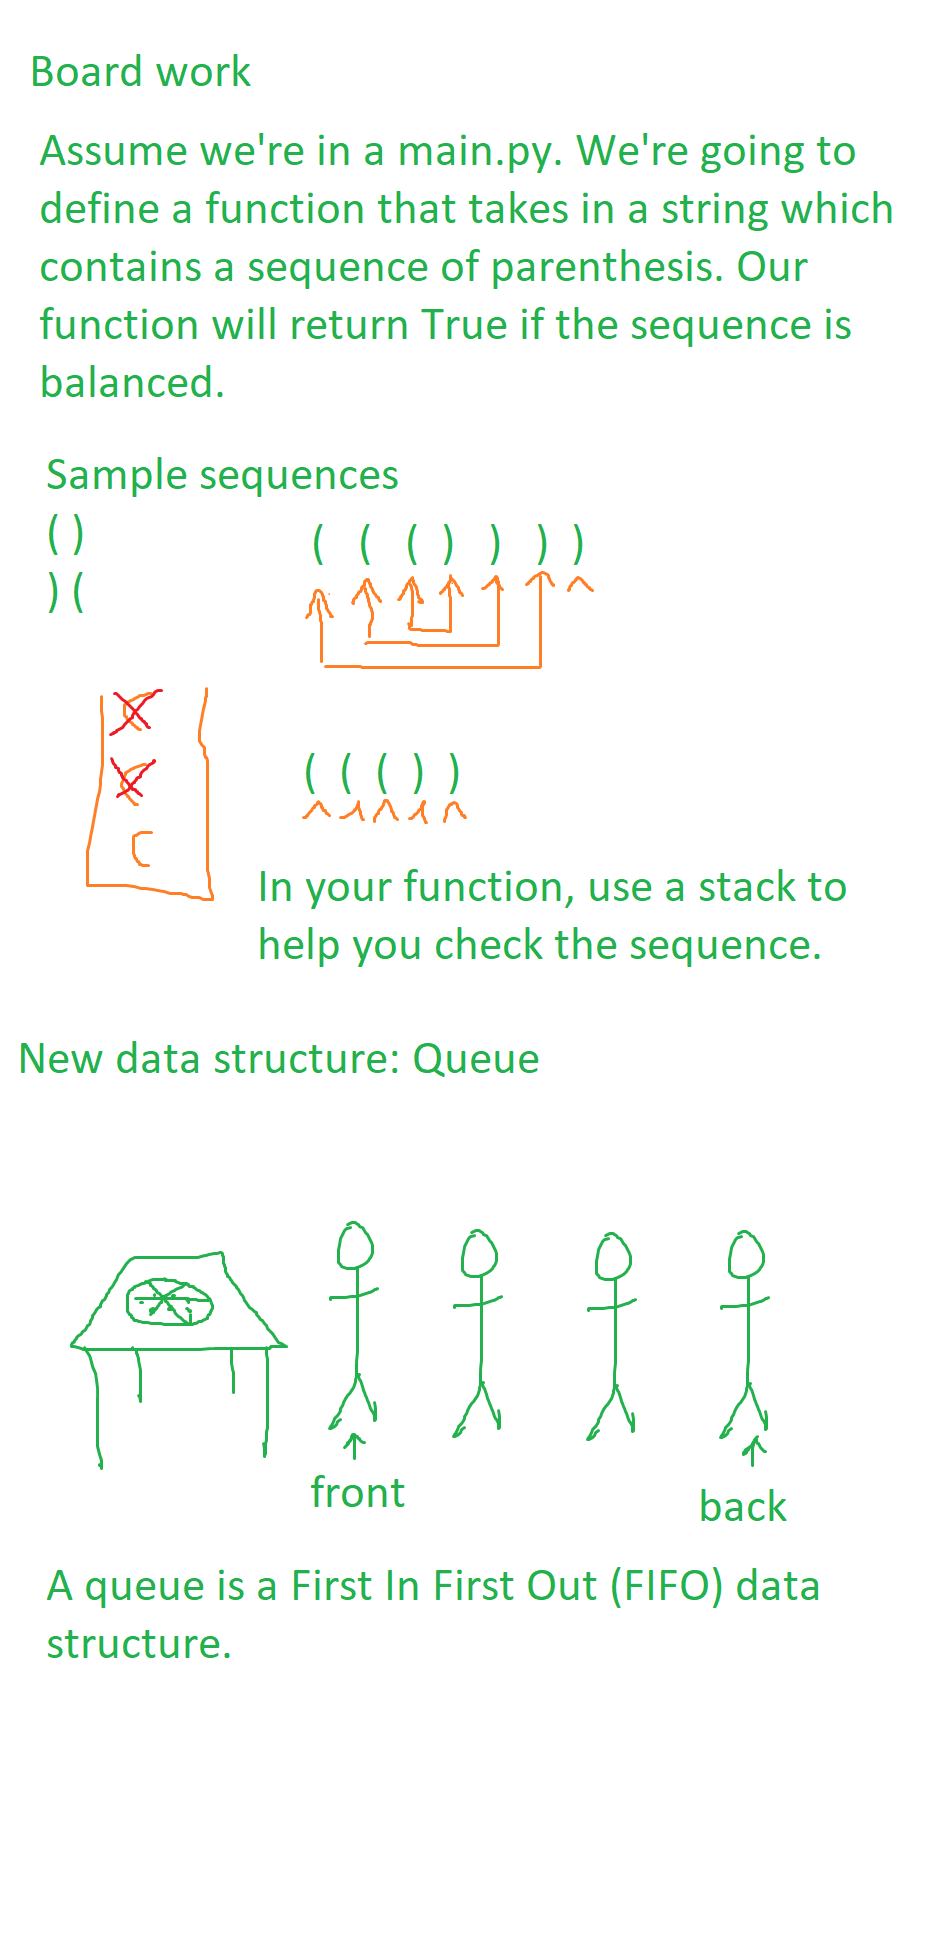 Board work
Assume we're in a main.py. We're going to
define a function that takes in a string which
contains a sequence of parenthesis. Our
function will return True if the sequence is
balanced.
Sample sequences
( )
) (
( ( ( ) ) ) )
(
(
(
( ( ( ) )
In your function, use a stack to
help you check the sequence.
New data structure: Queue
front
back
A queue is a First In First Out (FIFO) data
structure.